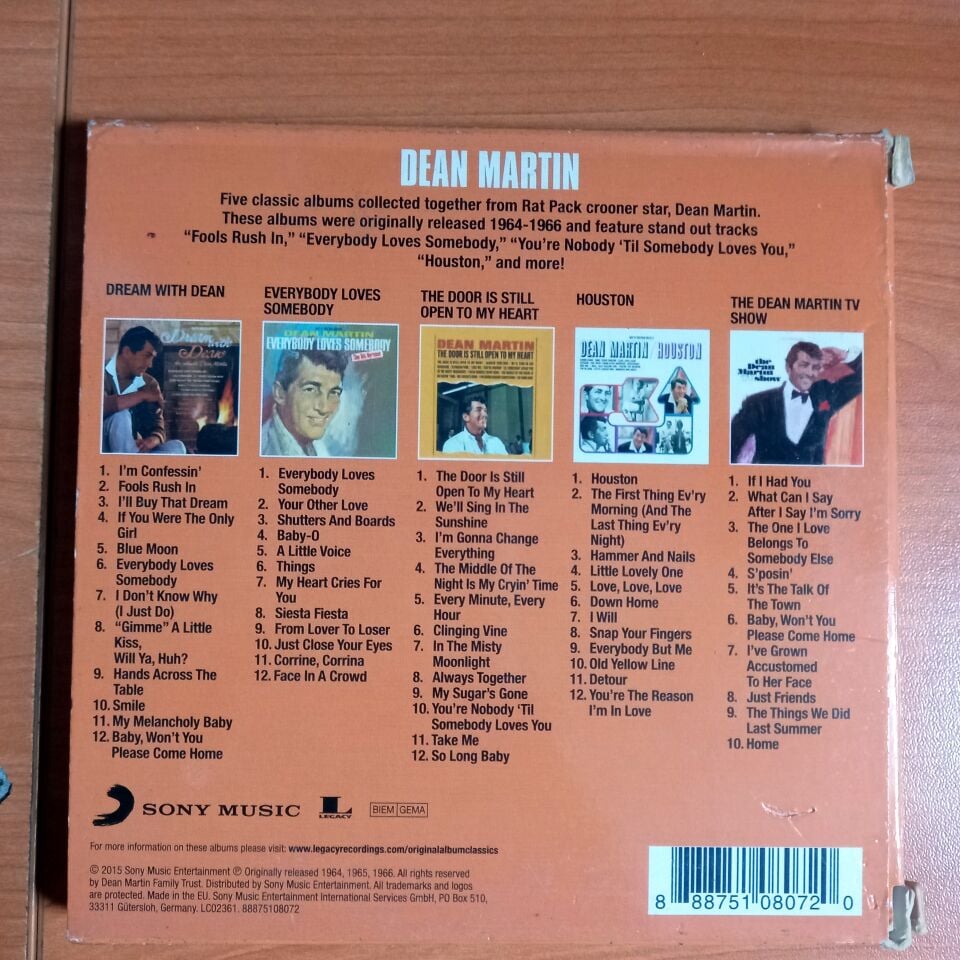 DEAN MARTIN
Five classic albums collected together from Rat Pack crooner star, Dean Martin.
These albums were originally released 1964-1966 and feature stand out tracks
“Fools Rush In,” “Everybody Loves Somebody,” “You’re Nobody ‘Til Somebody Loves You,”
“Houston,” and more!
DREAM WITH DEAN
Dream with
Dean
1. I’m Confessin’
2. Fools Rush In
3. I’ll Buy That Dream
4. If You Were The Only
Girl
5. Blue Moon
6. Everybody Loves
Somebody
7. I Don’t Know Why
(I Just Do)
8. “Gimme” A Little
Kiss,
Will Ya, Huh?
9. Hands Across The
Table
10. Smile
11. My Melancholy Baby
12. Baby, Won’t You
Please Come Home
EVERYBODY LOVES
SOMEBODY
DEAN MARTIN
EVERYBODY LOVES SOMEBODY
1. Everybody Loves
Somebody
2. Your Other Love
3. Shutters And Boards
4. Baby-O
5. A Little Voice
6. Things
7. My Heart Cries For
You
8. Siesta Fiesta
9. From Lover To Loser
10. Just Close Your Eyes
11. Corrine, Corrina
12. Face In A Crowd
THE DOOR IS STILL
OPEN TO MY HEART
DEAN MARTIN
THE DOOR IS STILL OPEN TO MY HEART
1. The Door Is Still
Open To My Heart
2. We’ll Sing In The
Sunshine
3. I’m Gonna Change
Everything
4. The Middle Of The
Night Is My Cryin’ Time
5. Every Minute, Every
Hour
6. Clinging Vine
7. In The Misty
Moonlight
8. Always Together
9. My Sugar’s Gone
10. You’re Nobody ‘Til
Somebody Loves You
11. Take Me
12. So Long Baby
HOUSTON
DEAN MARTIN HOUSTON
1. Houston
2. The First Thing Ev’ry
Morning (And The
Last Thing Ev’ry
Night)
3. Hammer And Nails
4. Little Lovely One
5. Love, Love, Love
6. Down Home
7. I Will
8. Snap Your Fingers
9. Everybody But Me
10. Old Yellow Line
11. Detour
12. You’re The Reason
I’m In Love
THE DEAN MARTIN TV
SHOW
the
Dean
Martin
show
1. If I Had You
2. What Can I Say
After I Say I’m Sorry
3. The One I Love
Belongs To
Somebody Else
4. S’posin’
5. It’s The Talk Of
The Town
6. Baby, Won’t You
Please Come Home
7. I’ve Grown
Accustomed
To Her Face
8. Just Friends
9. The Things We Did
Last Summer
10. Home
SONY MUSIC
L
LEGACY
BIEM GEMA
For more information on these albums please visit: www.legacyrecordings.com/originalalbumclassics
© 2015 Sony Music Entertainment ℗ Originally released 1964, 1965, 1966. All rights reserved
by Dean Martin Family Trust. Distributed by Sony Music Entertainment. All trademarks and logos
are protected. Made in the EU. Sony Music Entertainment International Services GmbH, PO Box 510,
33311 Gütersloh, Germany. LC02361. 88875108072
8 88751 08072 0